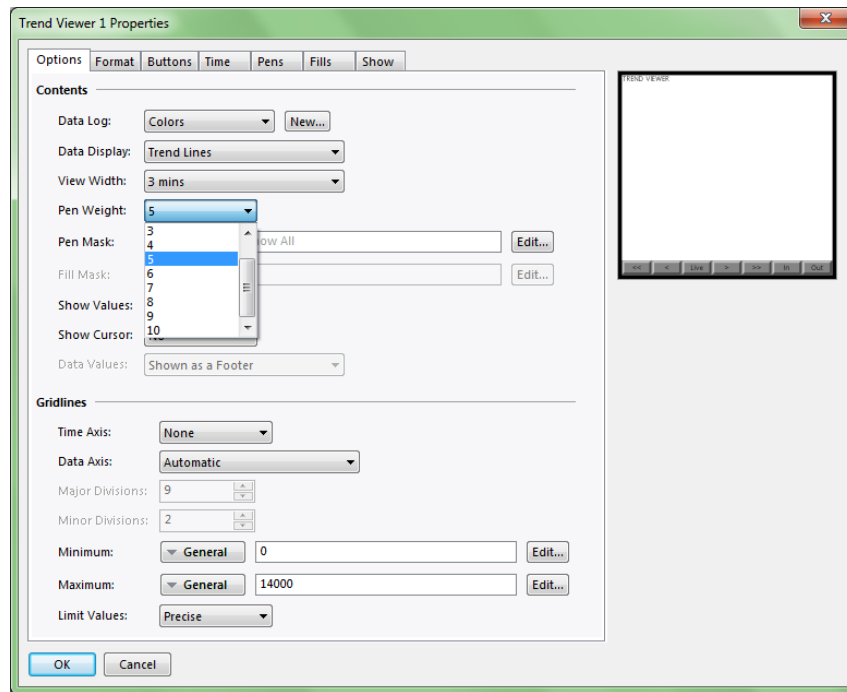 Trend Viewer 1 Properties
Options Format Buttons Time Pens Fills Show
Contents
Data Log: Colors New...
Data Display: Trend Lines
View Width: 3 mins
Pen Weight: 5
3
Pen Mask: ow All Edit...
4
5
Fill Mask: Edit...
6
7
Show Values:
8
9
Show Cursor:
10
Data Values: Shown as a Footer
Gridlines
Time Axis: None
Data Axis: Automatic
Major Divisions: 9
Minor Divisions: 2
Minimum: General 0 Edit...
Maximum: General 14000 Edit...
Limit Values: Precise
OK Cancel
TREND VIEWER
<< < Live > >> In Out